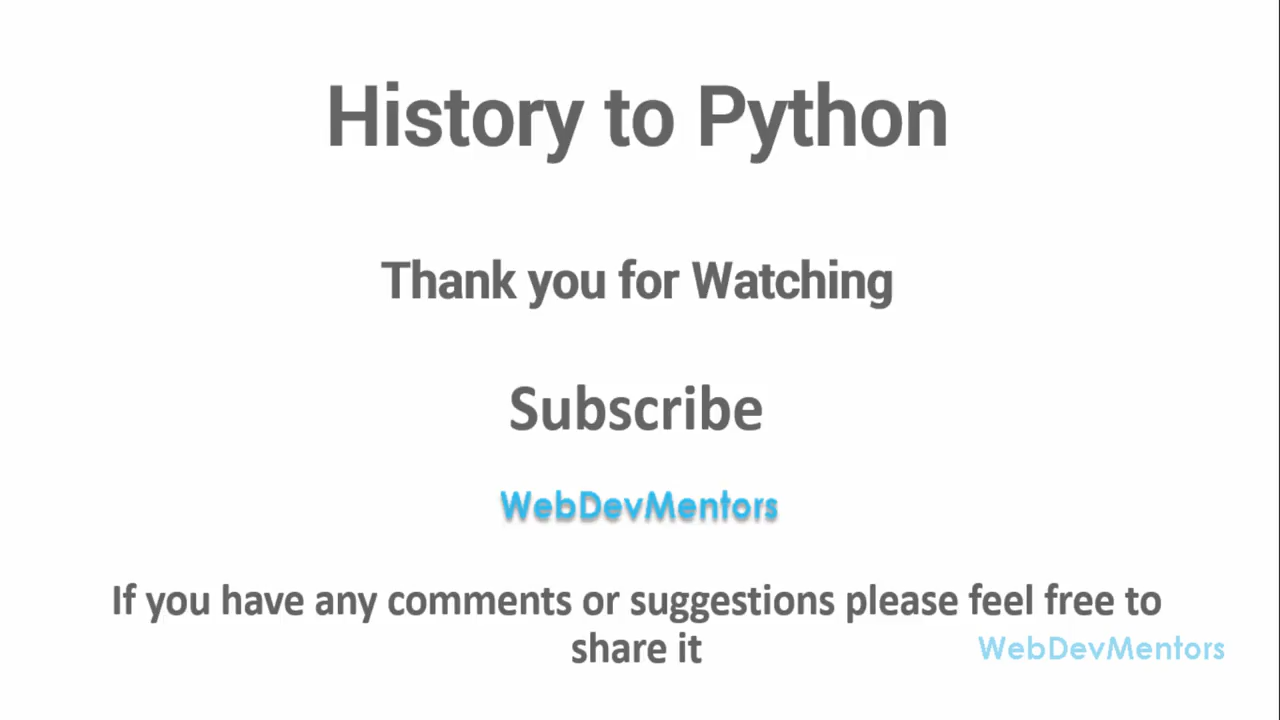 History to Python
Thank you for Watching
Subscribe
WebDevMentors
If you have any comments or suggestions please feel free to
share it
WebDevMentors